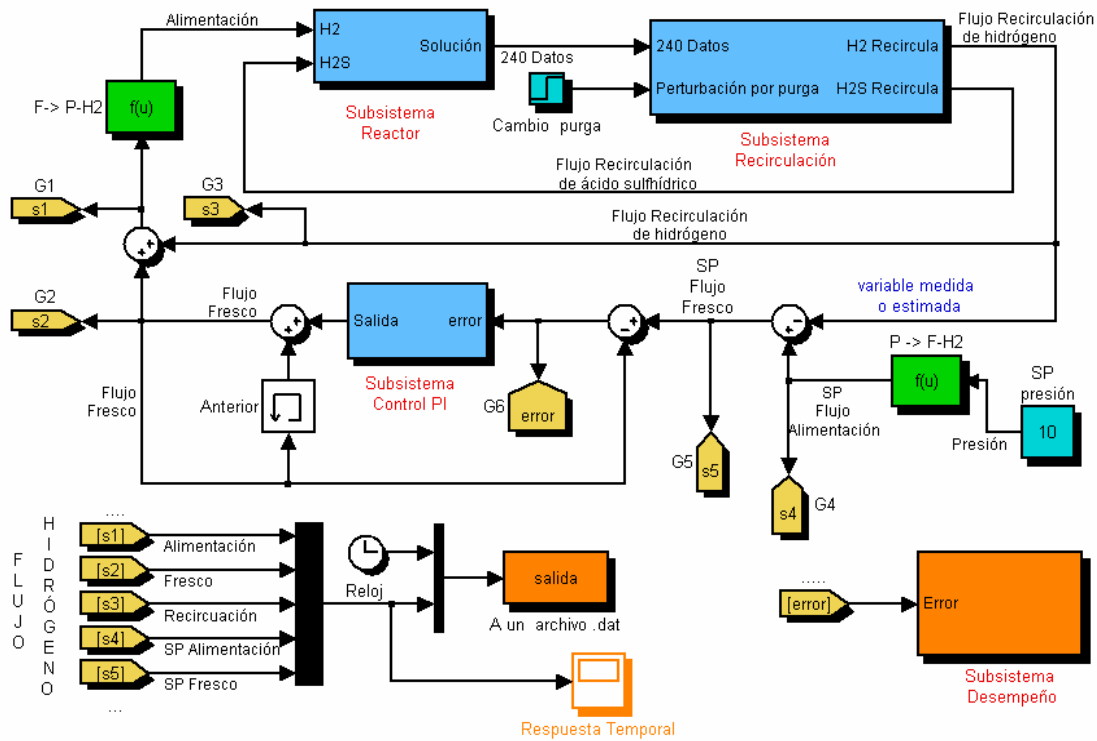 Alimentación
H2
H2S
Solución
Subsistema
Reactor
240 Datos
Cambio purga
240 Datos
Perturbación por purga
H2 Recircula
H2S Recircula
Subsistema
Recirculación
Flujo Recirculación
de hidrógeno
F-> P-H2
f(u)
Flujo Recirculación
de ácido sulfhídrico
G1
s1
G3
s3
Flujo Recirculación
de hidrógeno
++
G2
s2
Flujo
Fresco
++
Salida
error
Subsistema
Control PI
-+
SP
Flujo
Fresco
+-
variable medida
o estimada
P -> F-H2
f(u)
SP
presión
10
Presión
Flujo
Fresco
Anterior
G6
error
G5
s5
SP
Flujo
Alimentación
s4
G4
FLUJO
HIDRÓGENO
....
[s1]
Alimentación
[s2]
Fresco
[s3]
Recircuación
[s4]
SP Alimentación
[s5]
SP Fresco
...
Reloj
salida
A un archivo .dat
Respuesta Temporal
.....
[error]
Error
Subsistema
Desempeño